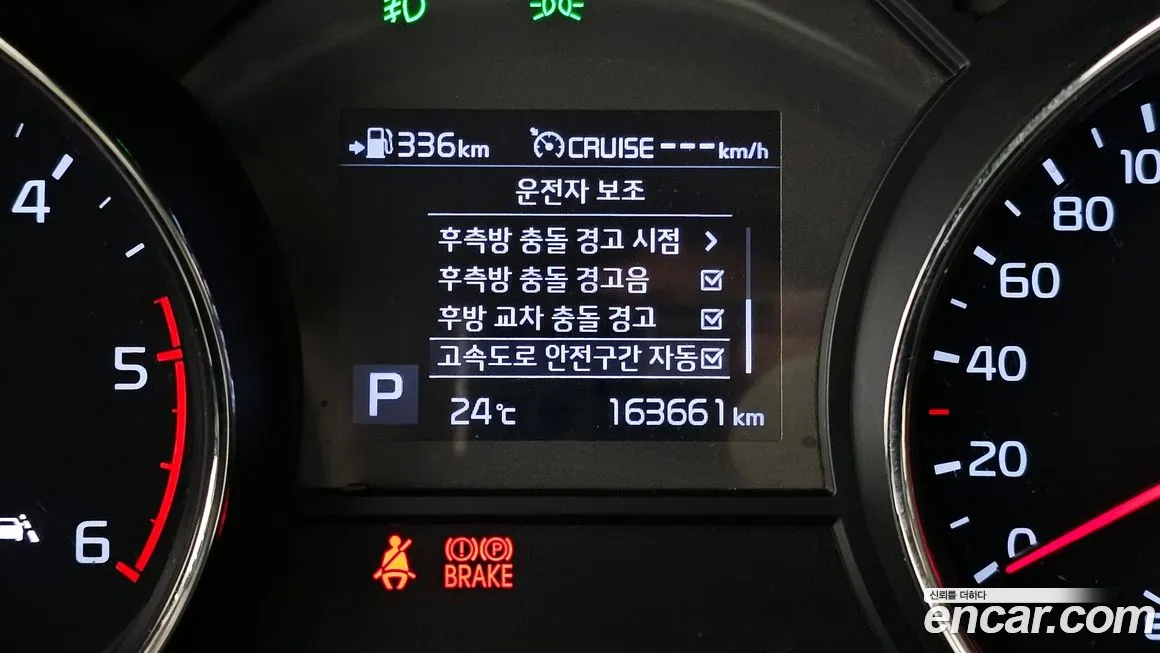 336km CRUISE ---km/h
운전자 보조
후측방 충돌 경고 시점
후측방 충돌 경고음
후방 교차 충돌 경고
고속도로 안전구간 자동
P 24℃ 163661km
4
5
6
80
60
40
20
0
BRAKE
신뢰를 더하다
encar.com